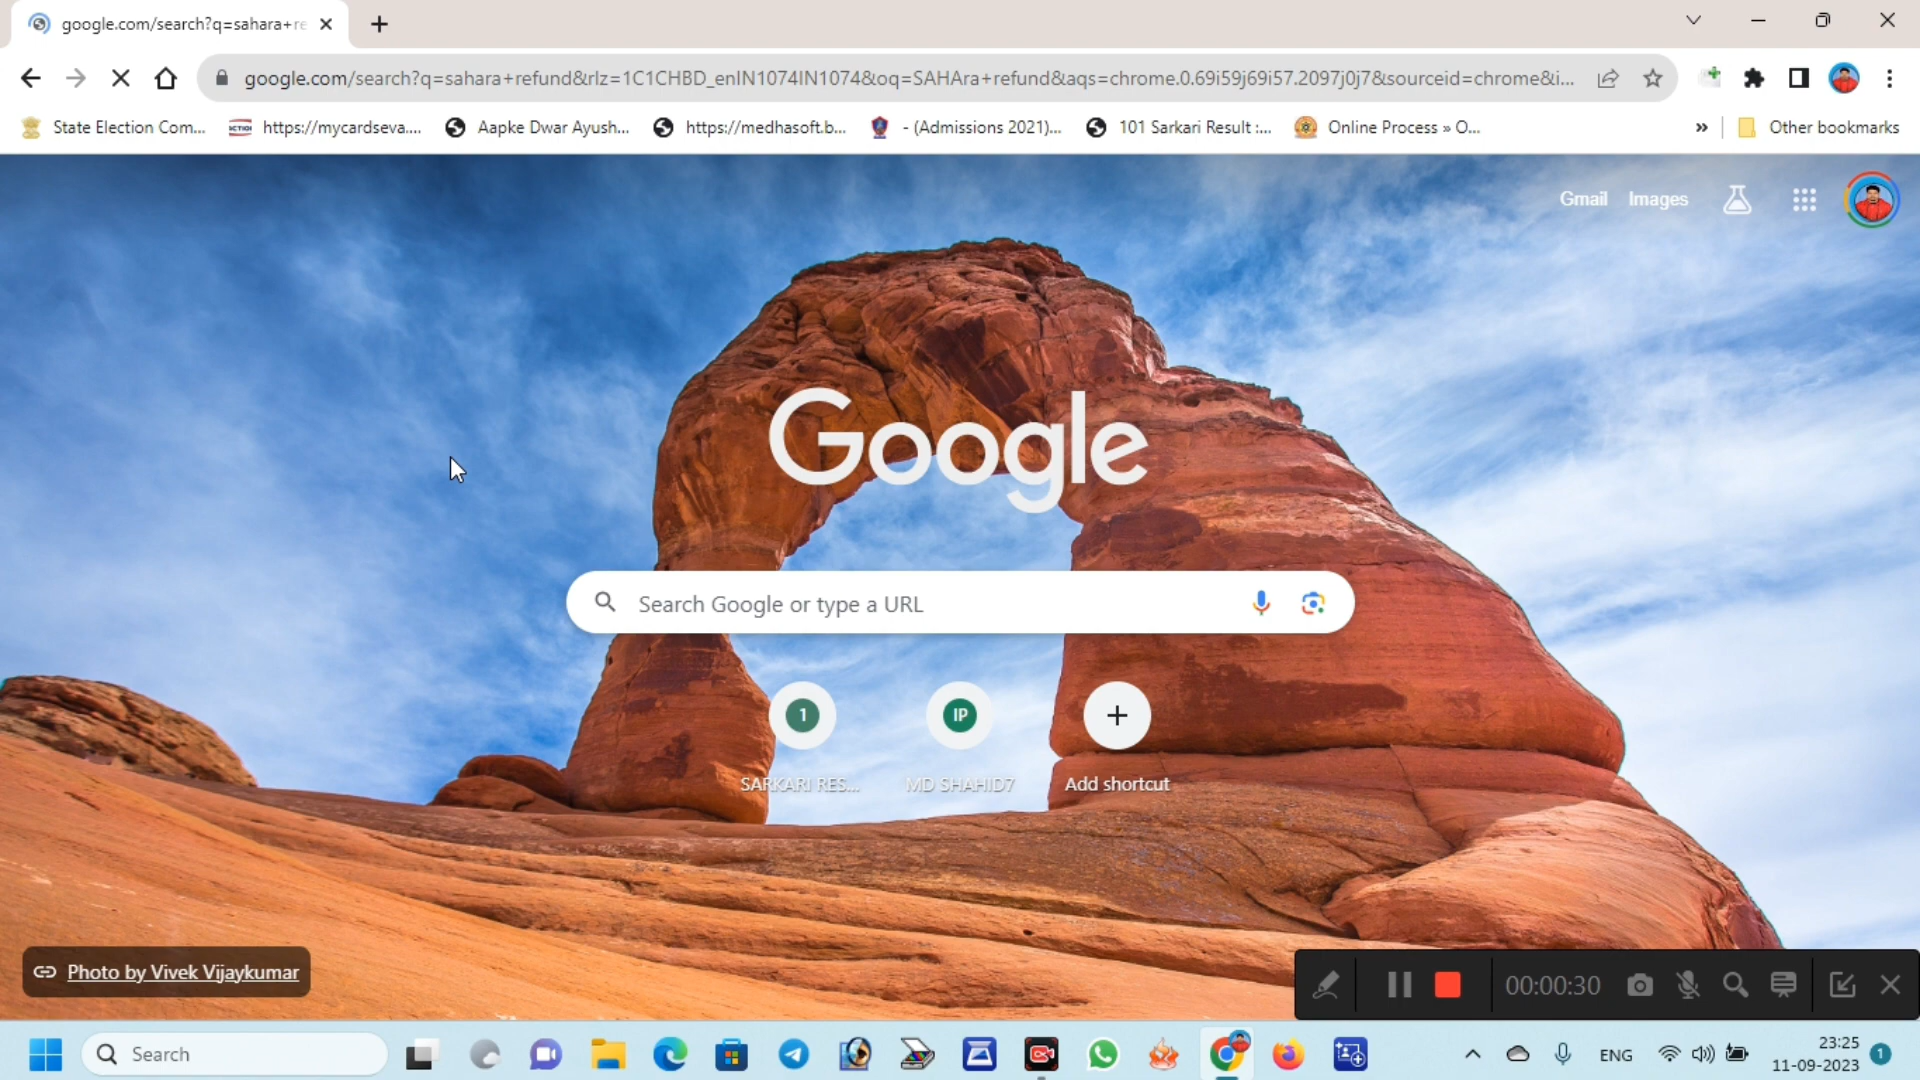 google.com/search?q=sahara+re
google.com/search?q=sahara+refund&rlz=1C1CHBD_enIN1074IN1074&oq=SAHAra+refund&aqs=chrome.0.69i59j69i57.2097j0j7&sourceid=chrome&i...
State Election Com... https://mycardseva.... Aapke Dwar Ayush... https://medhasoft.b... - (Admissions 2021)... 101 Sarkari Result :... Online Process » O... » Other bookmarks
Gmail Images
Google
Search Google or type a URL
1 IP
SARKARI RES... MD SHAHID7 Add shortcut
Photo by Vivek Vijaykumar
00:00:30
Search
ENG
23:25
11-09-2023 1